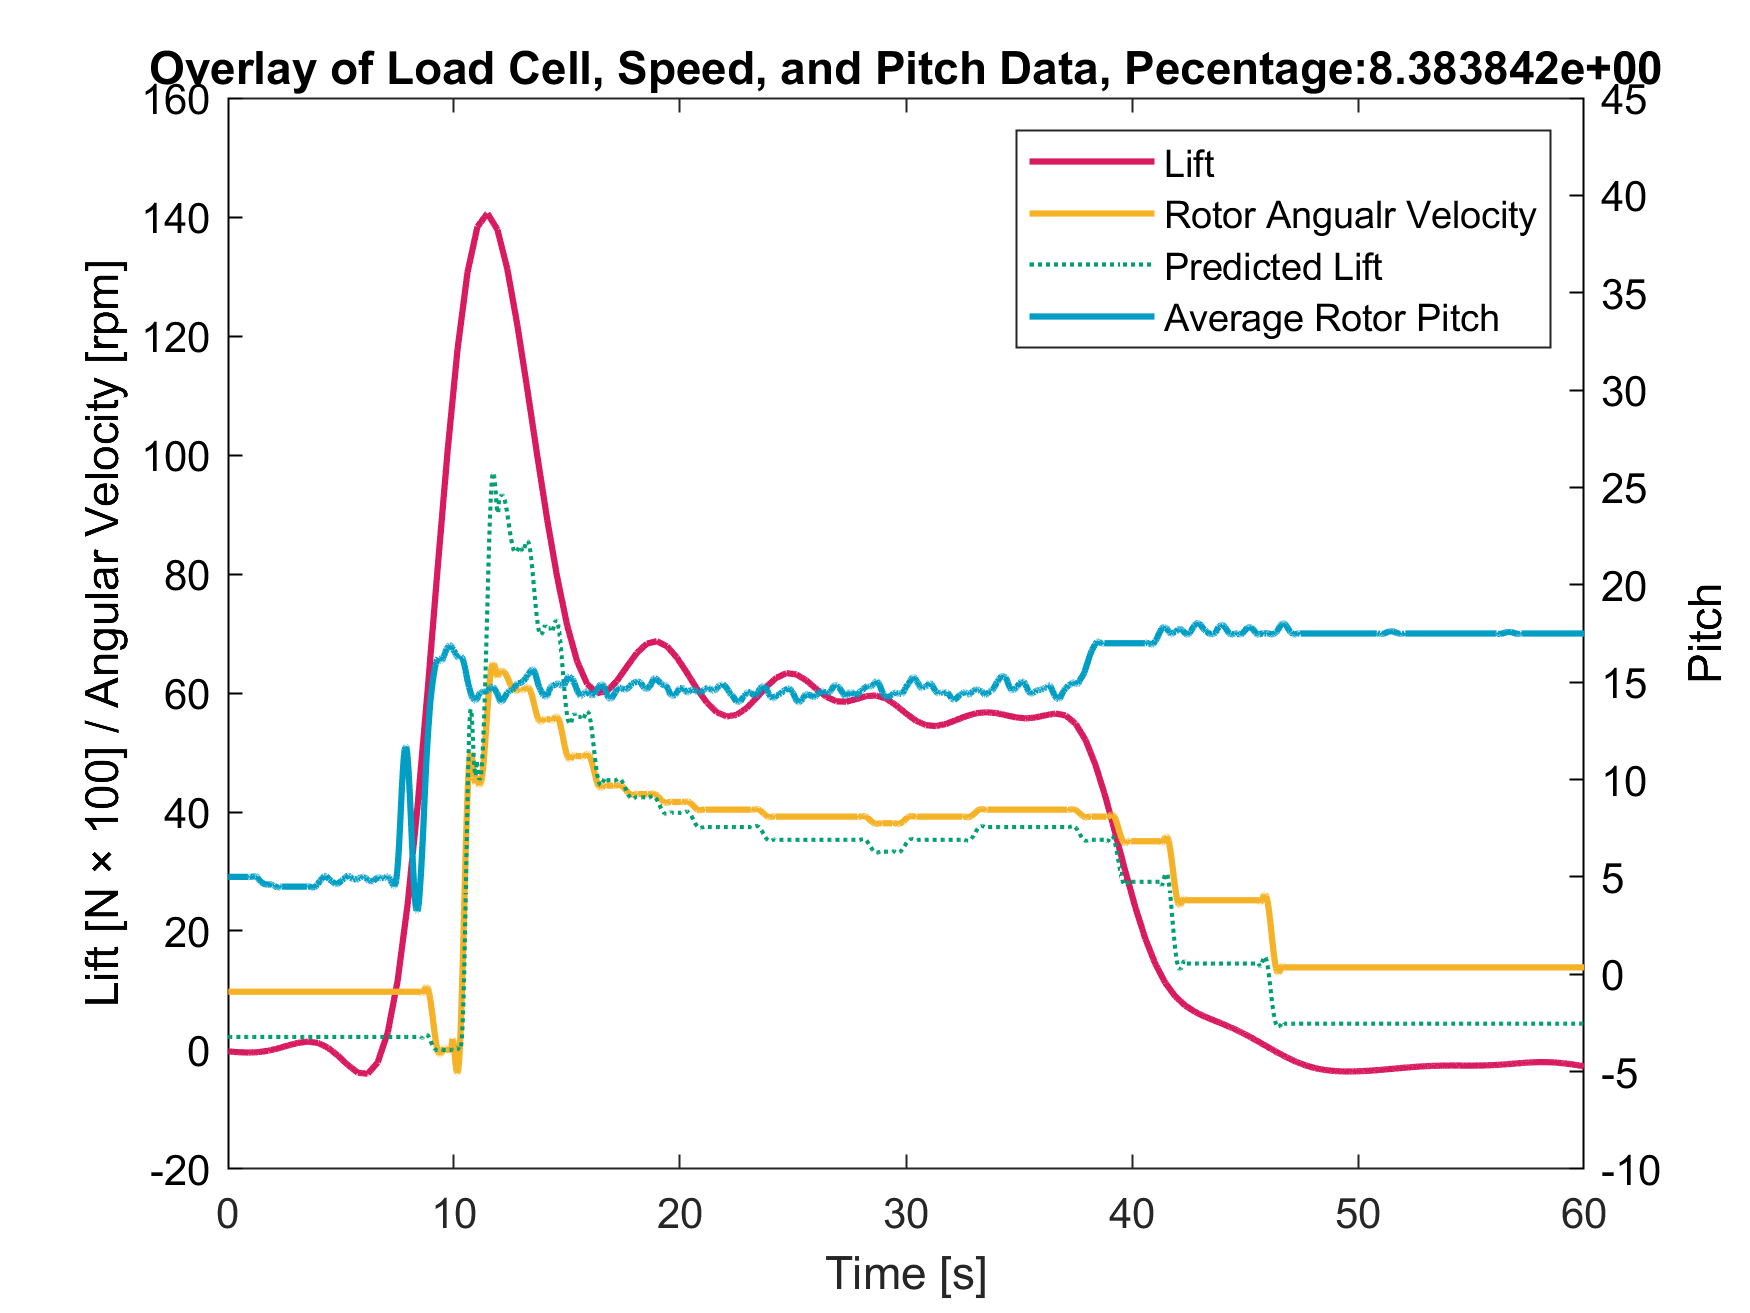 Overlay of Load Cell, Speed, and Pitch Data, Pecentage:8.383842e+00
160
140
120
100
80
60
40
20
0
-20
Lift [N × 100] / Angular Velocity [rpm]
Lift
Rotor Angualr Velocity
Predicted Lift
Average Rotor Pitch
45
40
35
30
25
20
15
10
5
0
-5
-10
Pitch
0 10 20 30 40 50 60
Time [s]